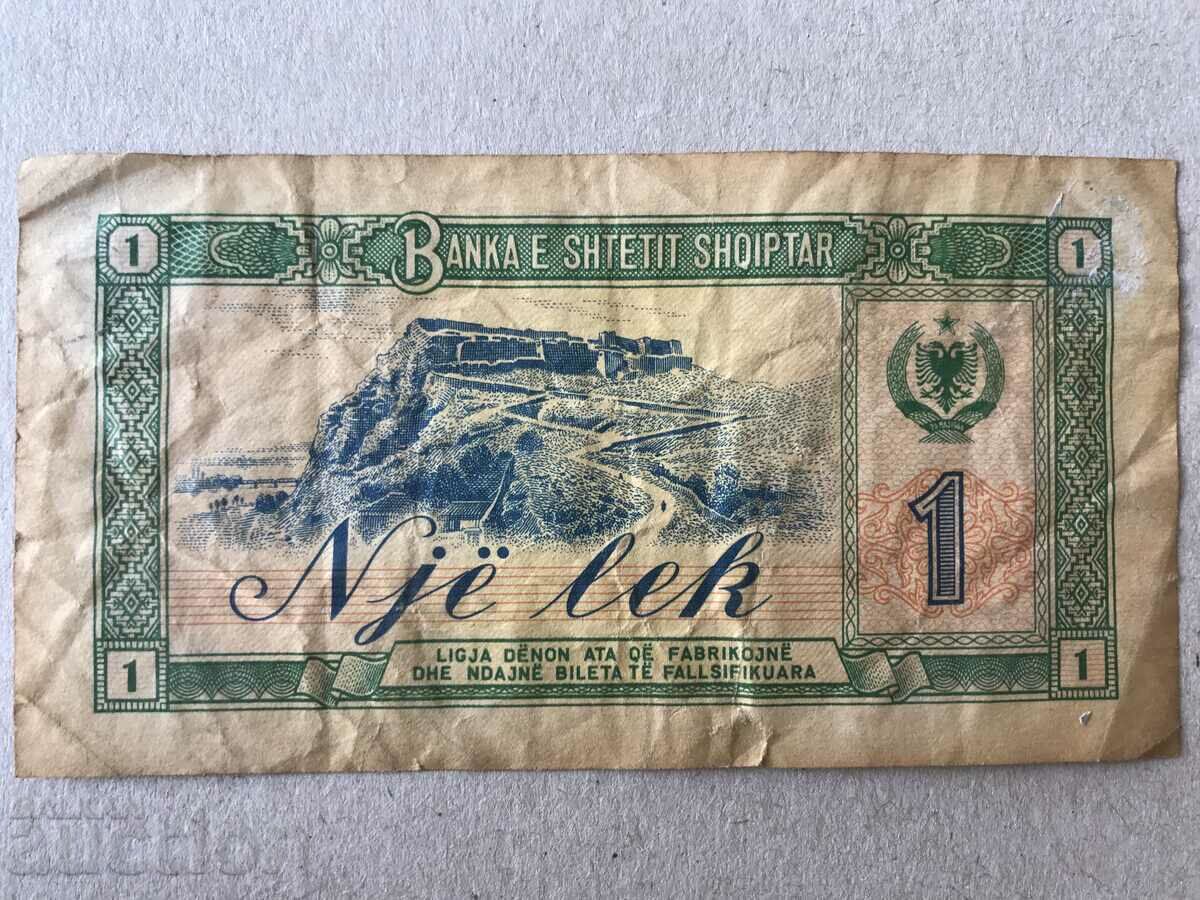 1 BANKA E SHTETIT SHQIPTAR 1
1
Një lek
LIGJA DËNON ATA QË FABRIKOJNË
DHE NDAJNË BILETA TË FALLSIFIKUARA
1 1
auction